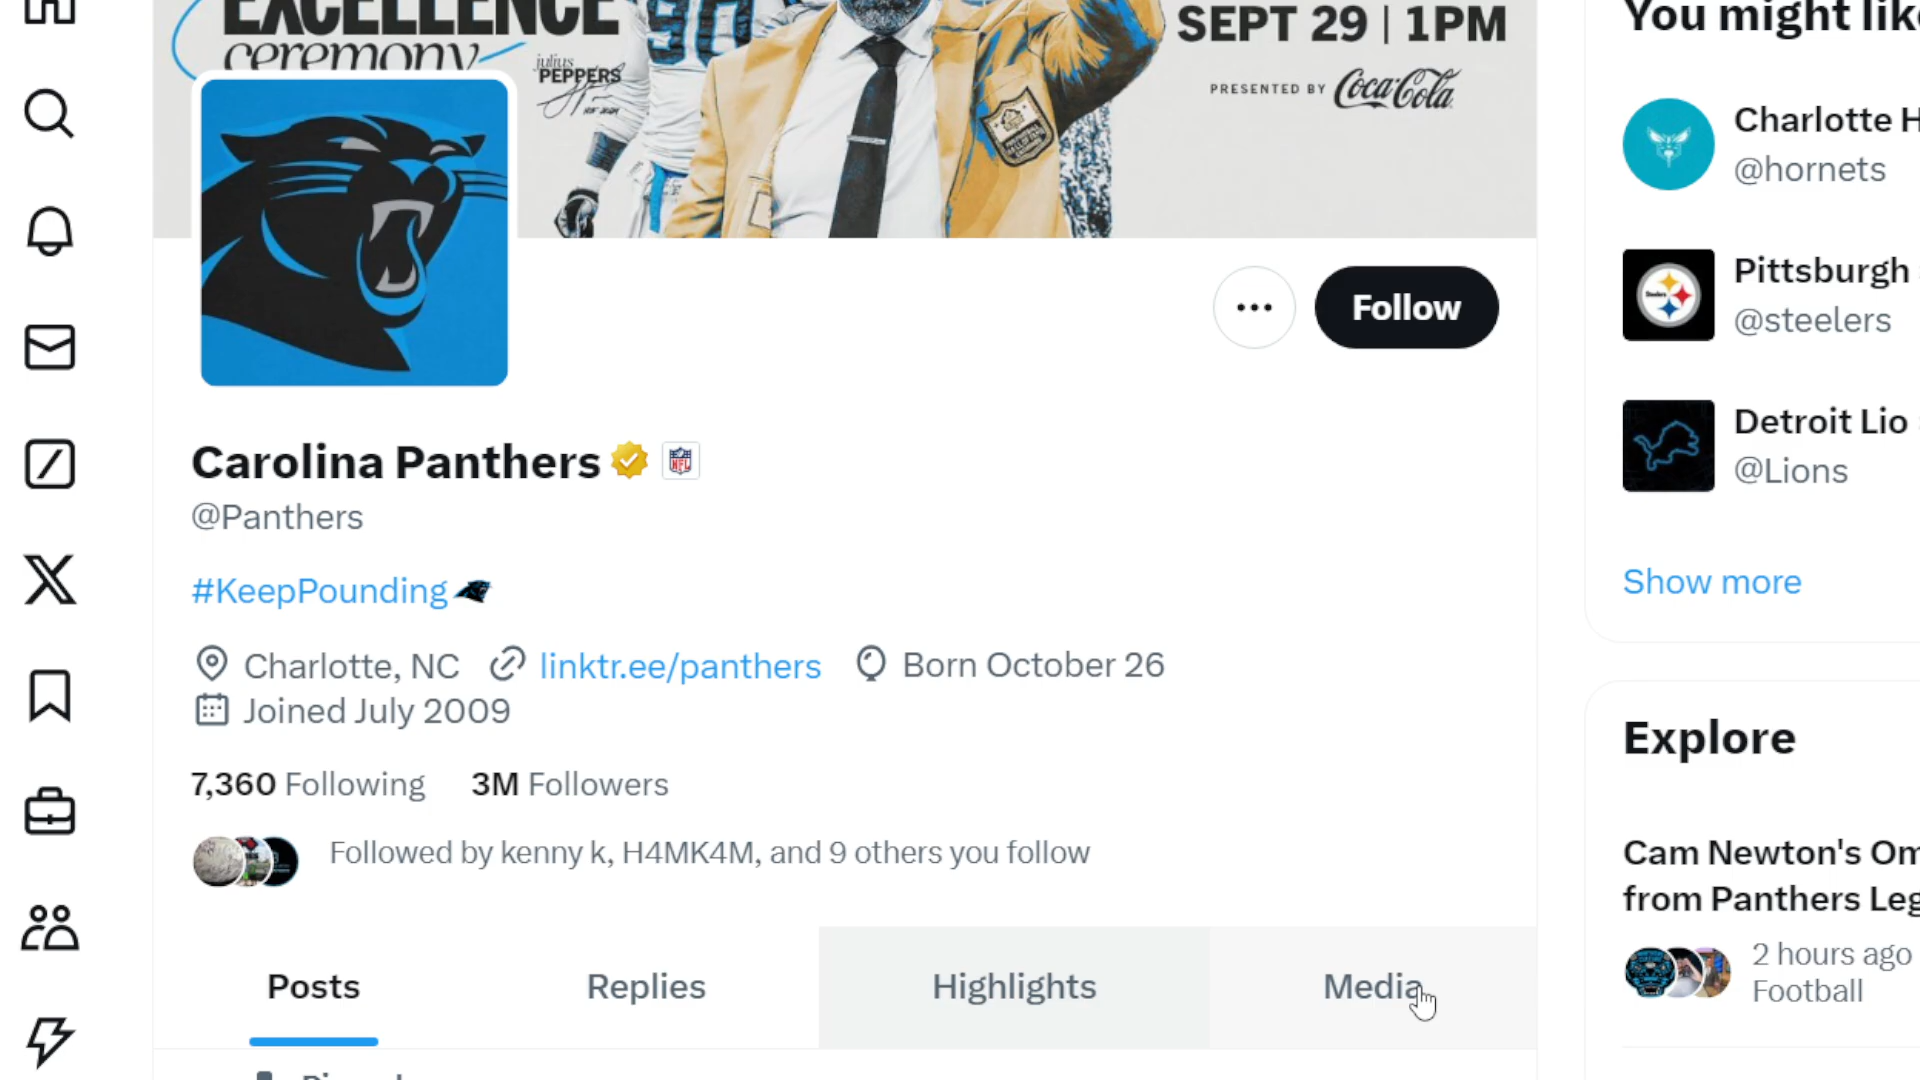 EXCELLENCE
ceremony
julius
PEPPERS
SEPT 29 | 1PM
PRESENTED BY Coca-Cola
Carolina Panthers
@Panthers
#KeepPounding
Charlotte, NC linktr.ee/panthers Born October 26
Joined July 2009
7,360 Following 3M Followers
Followed by kenny k, H4MK4M, and 9 others you follow
Posts Replies Highlights Media
You might like
Charlotte H
@hornets
Steelers
Pittsburgh
@steelers
Detroit Lio
@Lions
Show more
Explore
Cam Newton's Om
from Panthers Leg
2 hours ago
Football